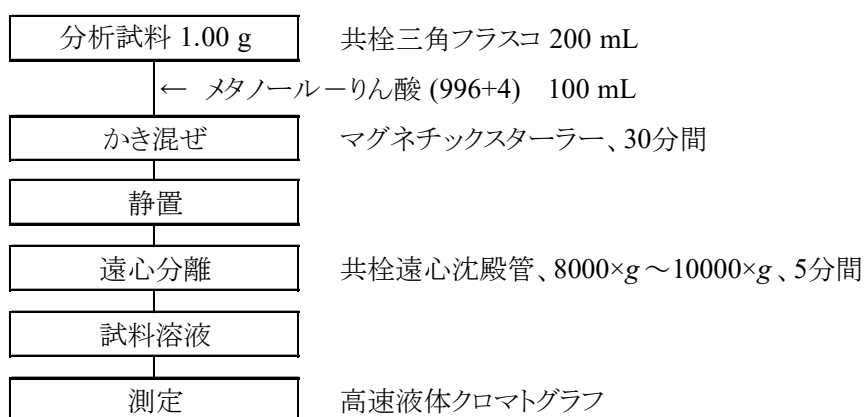 分析試料 1.00 g　共栓三角フラスコ 200 mL
← メタノール－りん酸 (996+4)　100 mL
かき混ぜ　マグネチックスターラー、30分間
静置
遠心分離　共栓遠心沈殿管、8000×g～10000×g、5分間
試料溶液
測定　高速液体クロマトグラフ